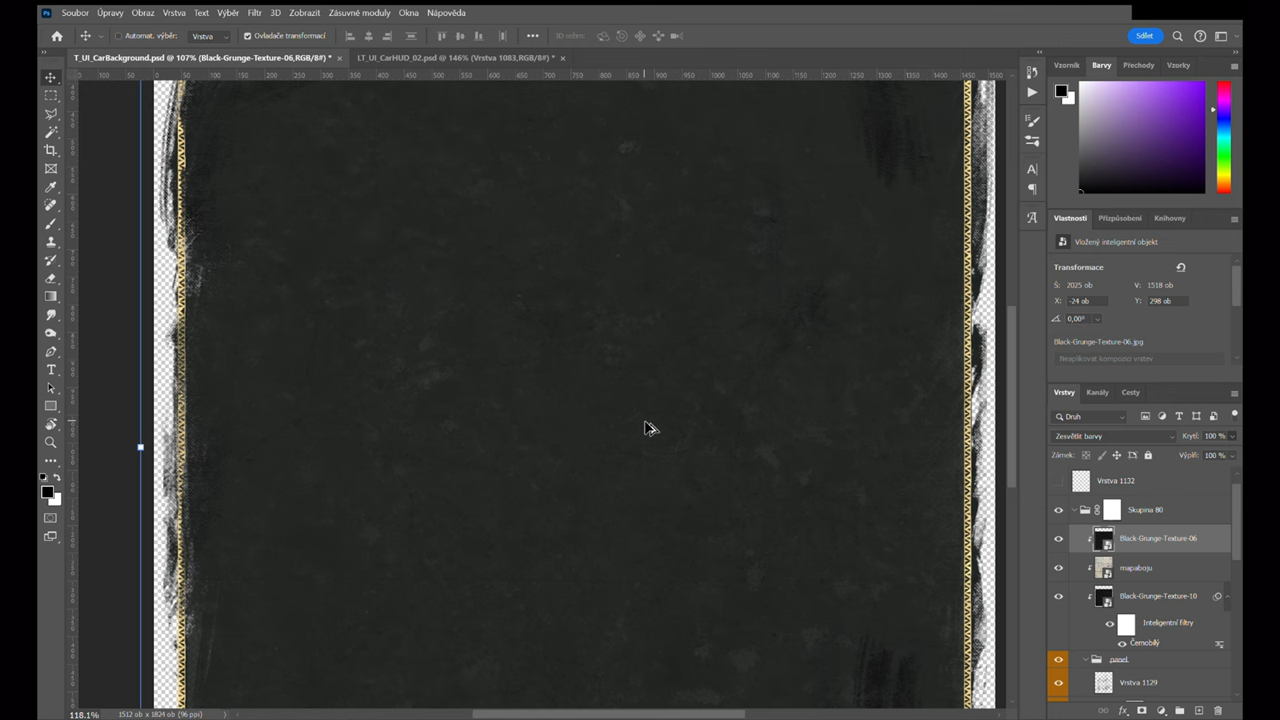 Soubor Úpravy Obraz Vrstva Text Výběr Filtr 3D Zobrazit Zásuvné moduly Okna Nápověda
Automat. výběr: Vrstva Ovladače transformací 3D režim: Sdílet
T_UI_CarBackground.psd @ 107% (Black-Grunge-Texture-06,RGB/8#) * LT_UI_CarHUD_02.psd @ 146% (Vrstva 1083,RGB/8#) *
Vzorník Barvy Přechody Vzorky
Vlastnosti Přizpůsobení Knihovny
Vložený inteligentní objekt
Transformace
Š: 2025 ob V: 1518 ob
X: -24 ob Y: 298 ob
0,00°
Black-Grunge-Texture-06.jpg
Neaplikovat kompozici vrstev
Vrstvy Kanály Cesty
Druh
Zesvětlit barvy Krytí: 100 %
Zámek: Výplň: 100 %
Vrstva 1132
Skupina 80
Black-Grunge-Texture-06
mapaboju
Black-Grunge-Texture-10
Inteligentní filtry
Černobílý
panel
Vrstva 1129
118.1% 1512 ob x 1824 ob (96 ppi)